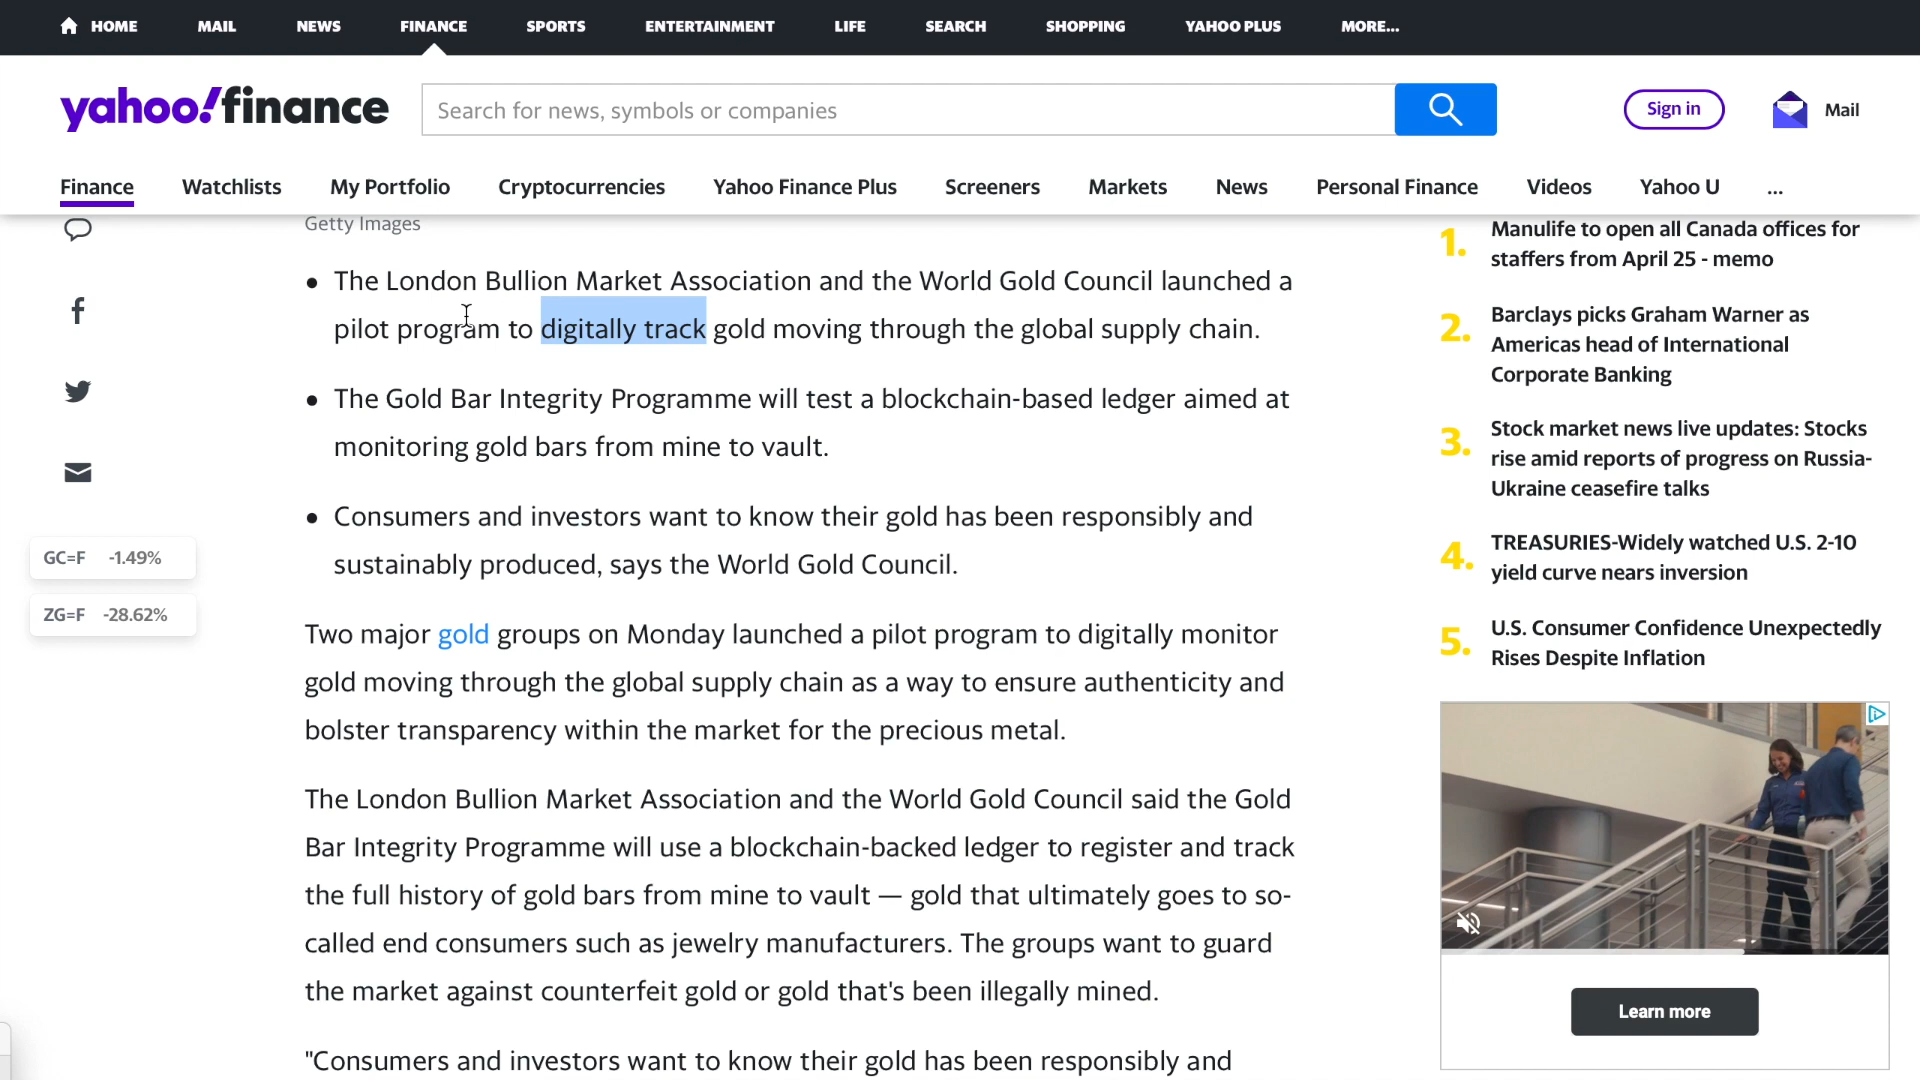 HOME MAIL NEWS FINANCE SPORTS ENTERTAINMENT LIFE SEARCH SHOPPING YAHOO PLUS MORE...
yahoo!finance
Search for news, symbols or companies
Sign in
Mail
Finance Watchlists My Portfolio Cryptocurrencies Yahoo Finance Plus Screeners Markets News Personal Finance Videos Yahoo U ...
Getty Images
• The London Bullion Market Association and the World Gold Council launched a
pilot program to digitally track gold moving through the global supply chain.
• The Gold Bar Integrity Programme will test a blockchain-based ledger aimed at
monitoring gold bars from mine to vault.
• Consumers and investors want to know their gold has been responsibly and
sustainably produced, says the World Gold Council.
GC=F -1.49%
ZG=F -28.62%
Two major gold groups on Monday launched a pilot program to digitally monitor
gold moving through the global supply chain as a way to ensure authenticity and
bolster transparency within the market for the precious metal.
The London Bullion Market Association and the World Gold Council said the Gold
Bar Integrity Programme will use a blockchain-backed ledger to register and track
the full history of gold bars from mine to vault — gold that ultimately goes to so-
called end consumers such as jewelry manufacturers. The groups want to guard
the market against counterfeit gold or gold that's been illegally mined.
"Consumers and investors want to know their gold has been responsibly and
1. Manulife to open all Canada offices for
staffers from April 25 - memo
2. Barclays picks Graham Warner as
Americas head of International
Corporate Banking
3. Stock market news live updates: Stocks
rise amid reports of progress on Russia-
Ukraine ceasefire talks
4. TREASURIES-Widely watched U.S. 2-10
yield curve nears inversion
5. U.S. Consumer Confidence Unexpectedly
Rises Despite Inflation
Learn more